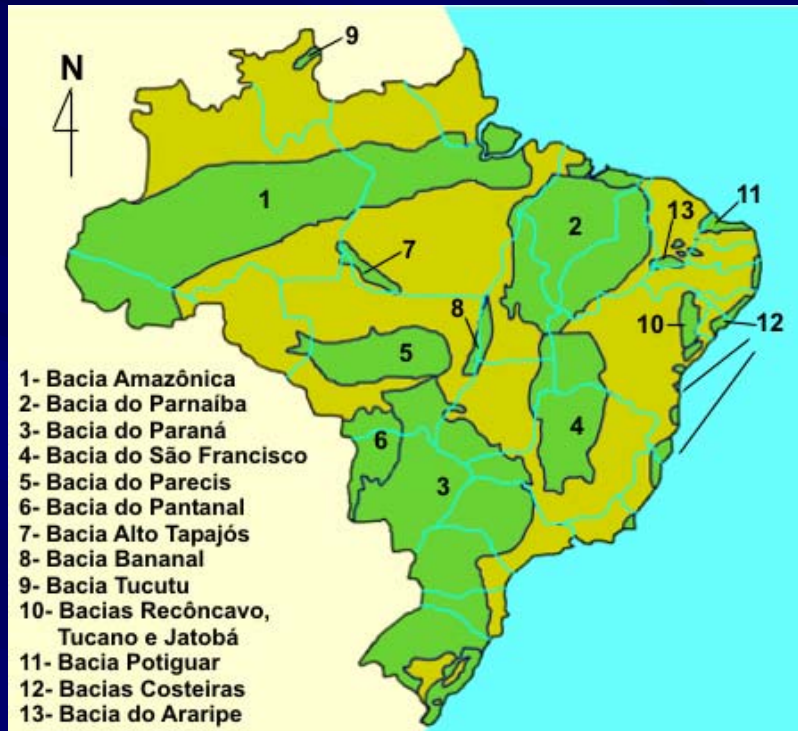 N
9
1
2
13
11
7
8
10
12
5
4
6
3
1- Bacia Amazônica
2- Bacia do Parnaíba
3- Bacia do Paraná
4- Bacia do São Francisco
5- Bacia do Parecis
6- Bacia do Pantanal
7- Bacia Alto Tapajós
8- Bacia Bananal
9- Bacia Tucutu
10- Bacias Recôncavo,
Tucano e Jatobá
11- Bacia Potiguar
12- Bacias Costeiras
13- Bacia do Araripe